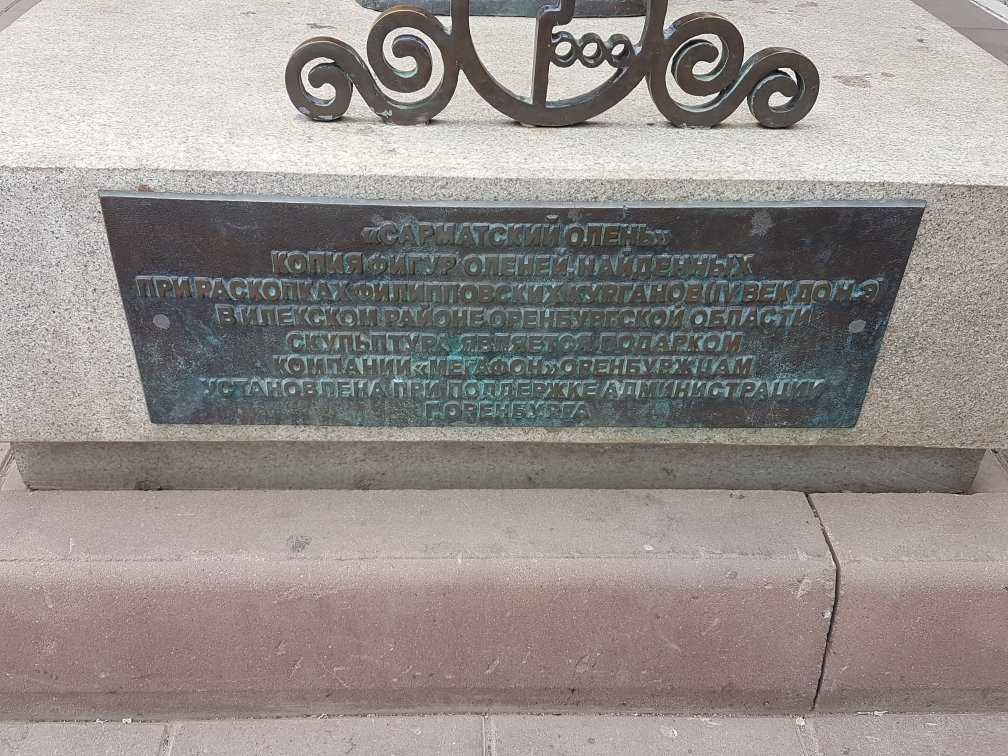 «САРМАТСКИЙ ОЛЕНЬ»
КОПИЯ ФИГУР ОЛЕНЕЙ, НАЙДЕННЫХ
ПРИ РАСКОПКАХ ФИЛИППОВСКИХ КУРГАНОВ (IV ВЕК ДО Н.Э)
В ИЛЕКСКОМ РАЙОНЕ ОРЕНБУРГСКОЙ ОБЛАСТИ
СКУЛЬПТУРА ЯВЛЯЕТСЯ ПОДАРКОМ
КОМПАНИИ «МЕГАФОН» ОРЕНБУРЖЦАМ
УСТАНОВЛЕНА ПРИ ПОДДЕРЖКЕ АДМИНИСТРАЦИИ
Г.ОРЕНБУРГА